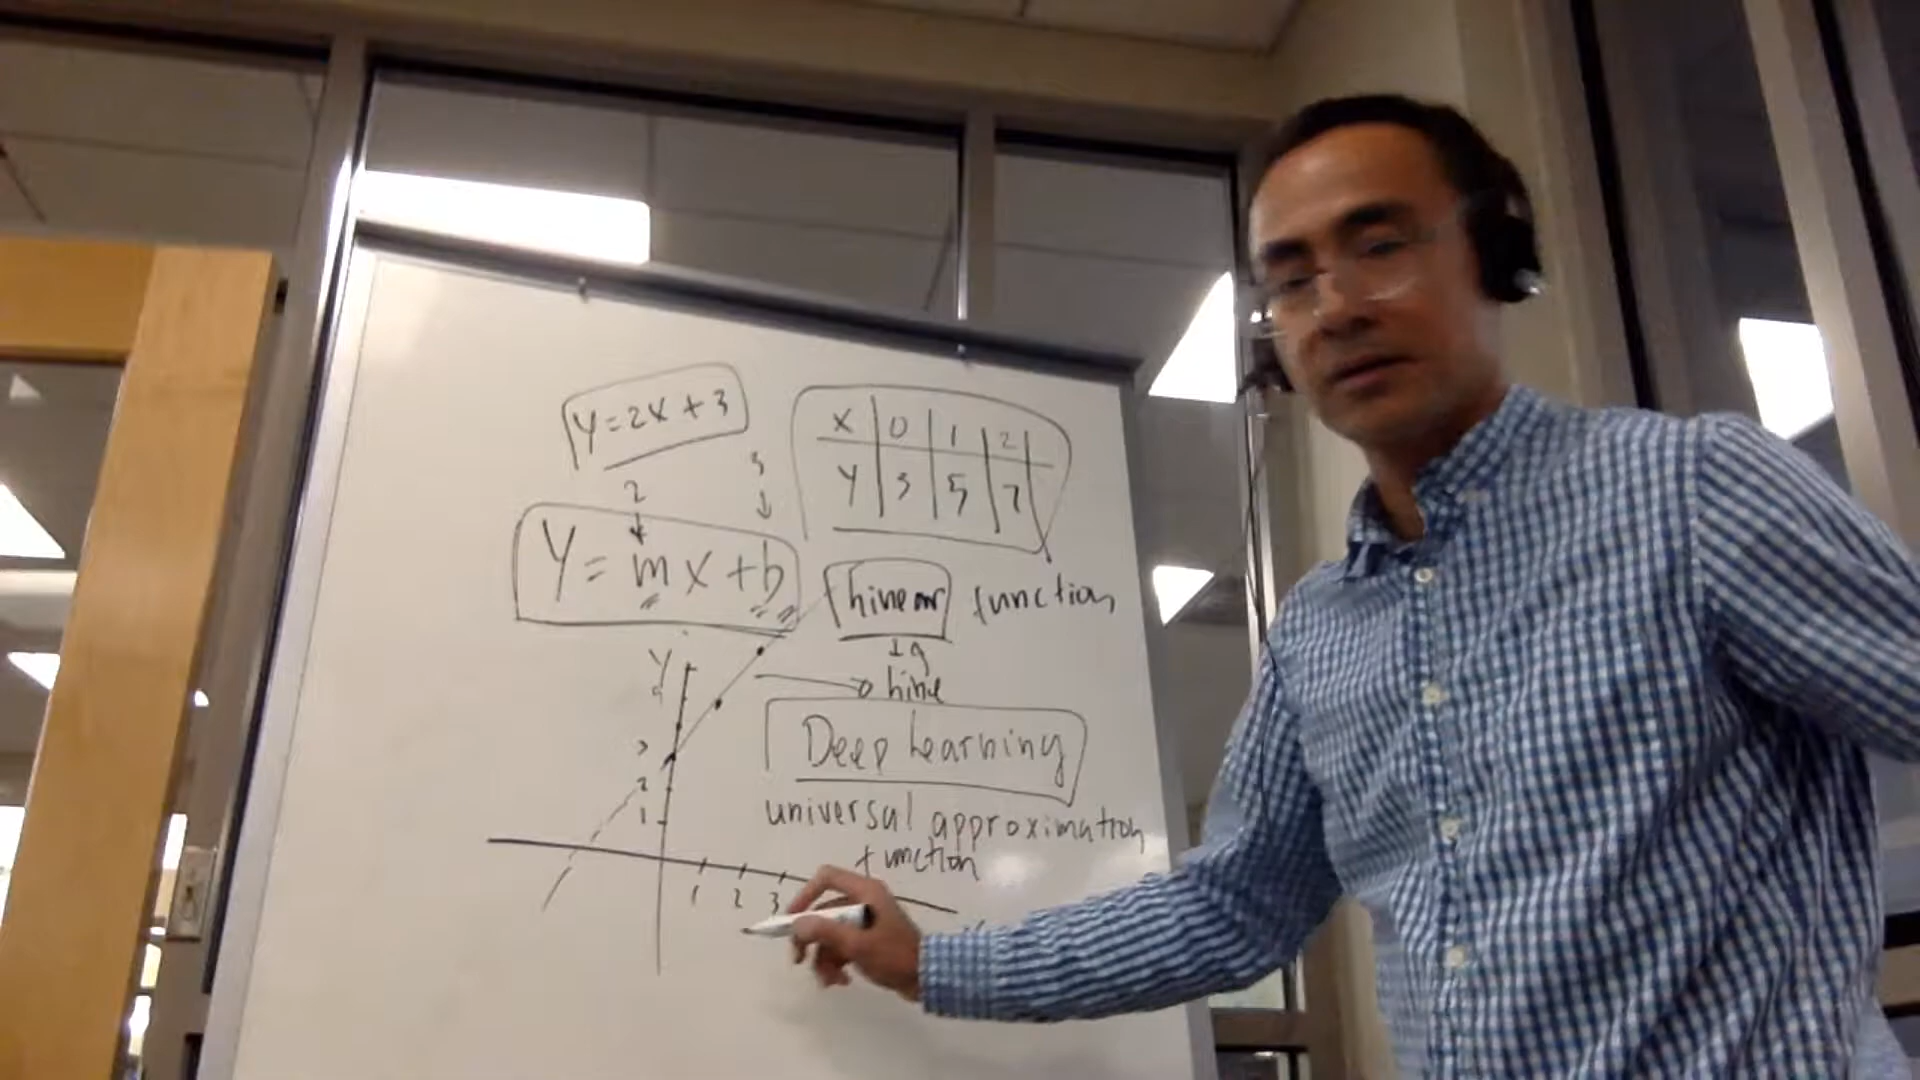 Y=2X+3
X 0 1 2
Y 3 5 7
2 3
Y = mx+b
Linear function
Line
Y
Deep Learning
universal approximation
function
3
2
1
1 2 3